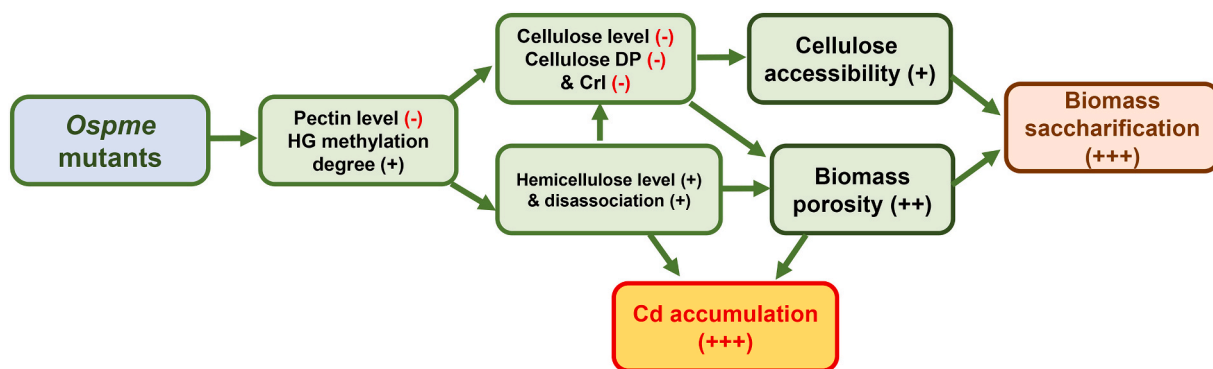 Ospme
mutants
Pectin level (-)
HG methylation
degree (+)
Cellulose level (-)
Cellulose DP (-)
& CrI (-)
Hemicellulose level (+)
& disassociation (+)
Cellulose
accessibility (+)
Biomass
porosity (++)
Biomass
saccharification
(+++)
Cd accumulation
(+++)